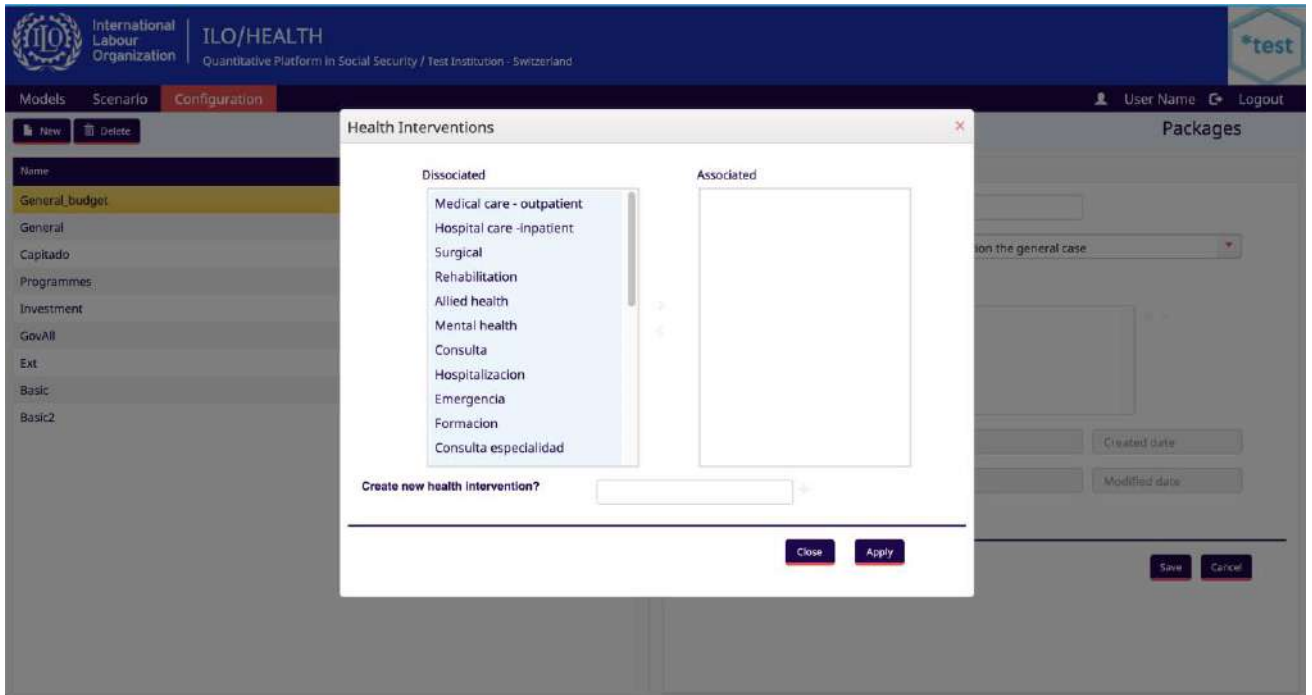 International
Labour
Organization
ILO/HEALTH
Quantitative Platform in Social Security / Test Institution - Switzerland
*test
Models Scenario Configuration
User Name Logout
New Delete
Packages
Name
General_budget
General
Capitado
Programmes
Investment
GovAll
Ext
Basic
Basic2
Health Interventions
Dissociated
Associated
Medical care - outpatient
Hospital care -inpatient
Surgical
Rehabilitation
Allied health
Mental health
Consulta
Hospitalizacion
Emergencia
Formacion
Consulta especialidad
Create new health intervention?
Close Apply
ion the general case
Created date
Modified date
Save Cancel